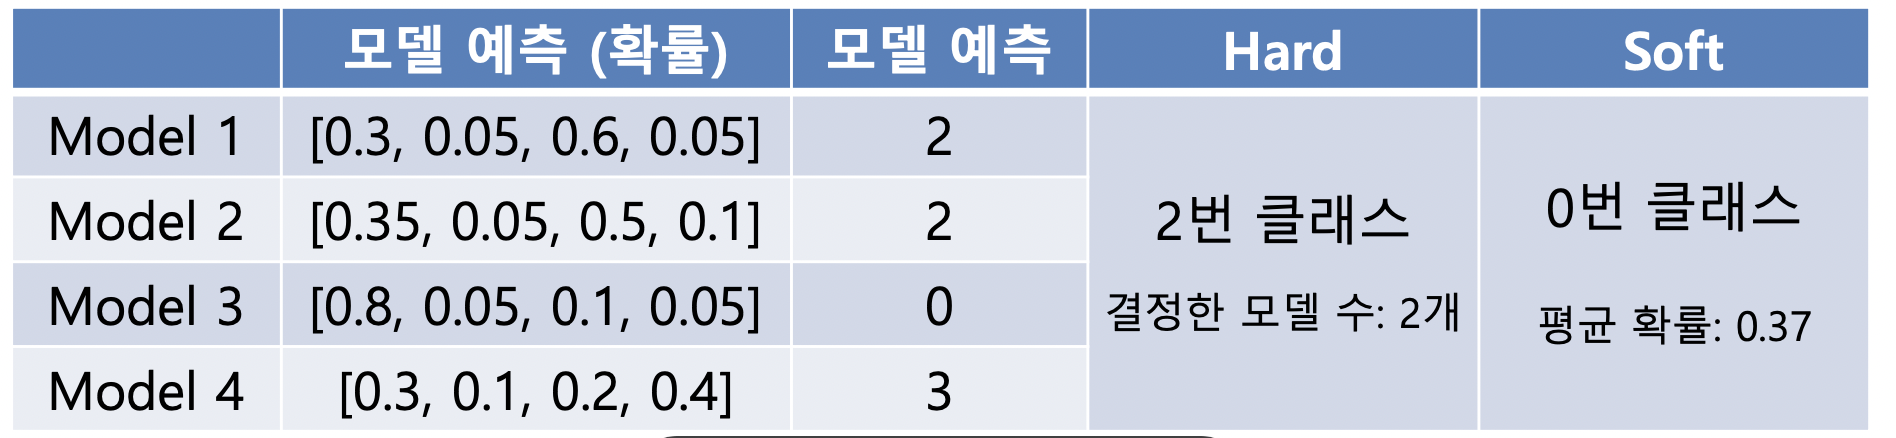 모델 예측 (확률) 모델 예측 Hard Soft
Model 1 [0.3, 0.05, 0.6, 0.05] 2
Model 2 [0.35, 0.05, 0.5, 0.1] 2
Model 3 [0.8, 0.05, 0.1, 0.05] 0
Model 4 [0.3, 0.1, 0.2, 0.4] 3
2번 클래스
결정한 모델 수: 2개
0번 클래스
평균 확률: 0.37